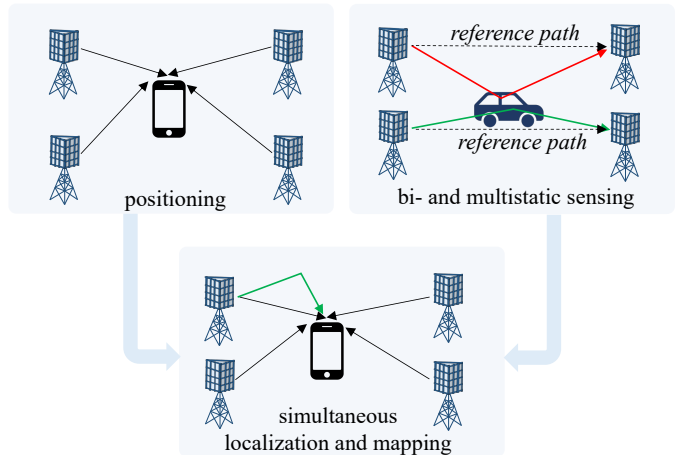 reference path
reference path
positioning
bi- and multistatic sensing
simultaneous
localization and mapping